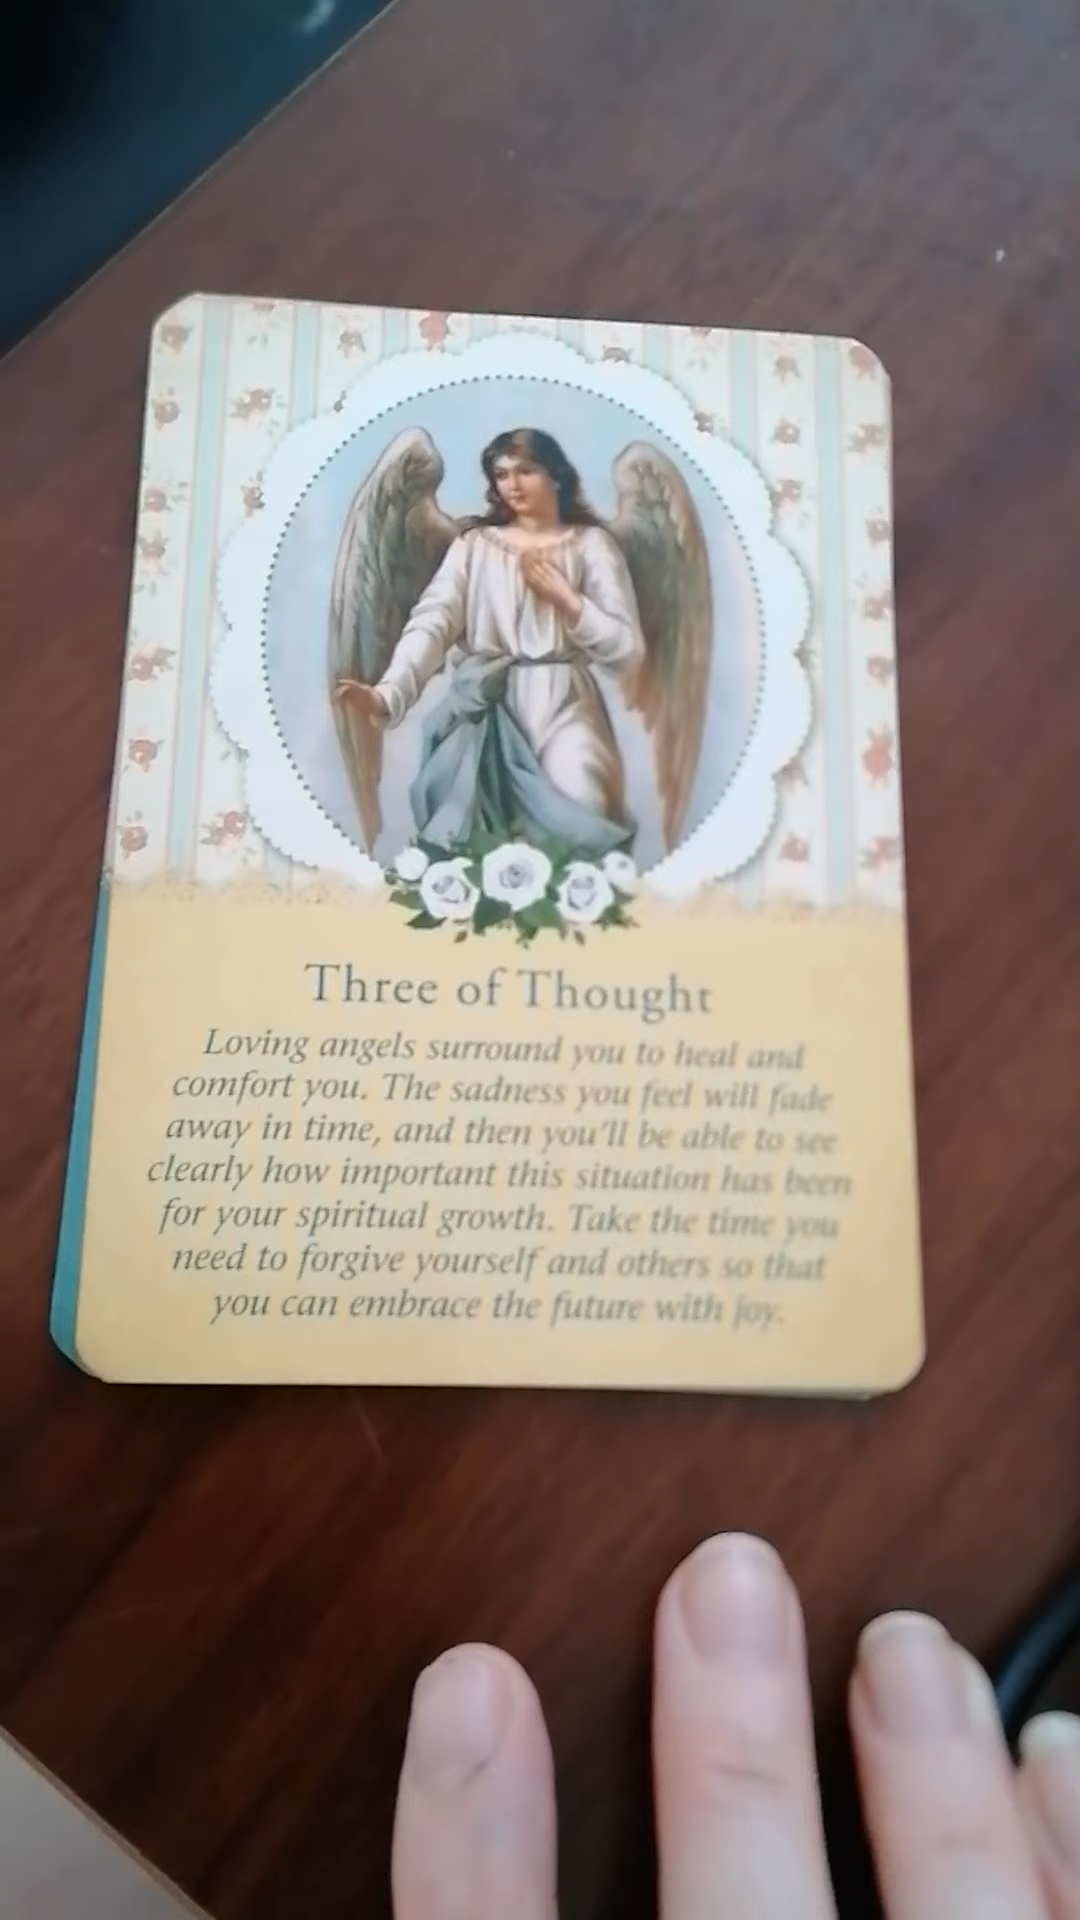 Three of Thought
Loving angels surround you to heal and
comfort you. The sadness you feel will fade
away in time, and then you'll be able to see
clearly how important this situation has been
for your spiritual growth. Take the time you
need to forgive yourself and others so that
you can embrace the future with joy.